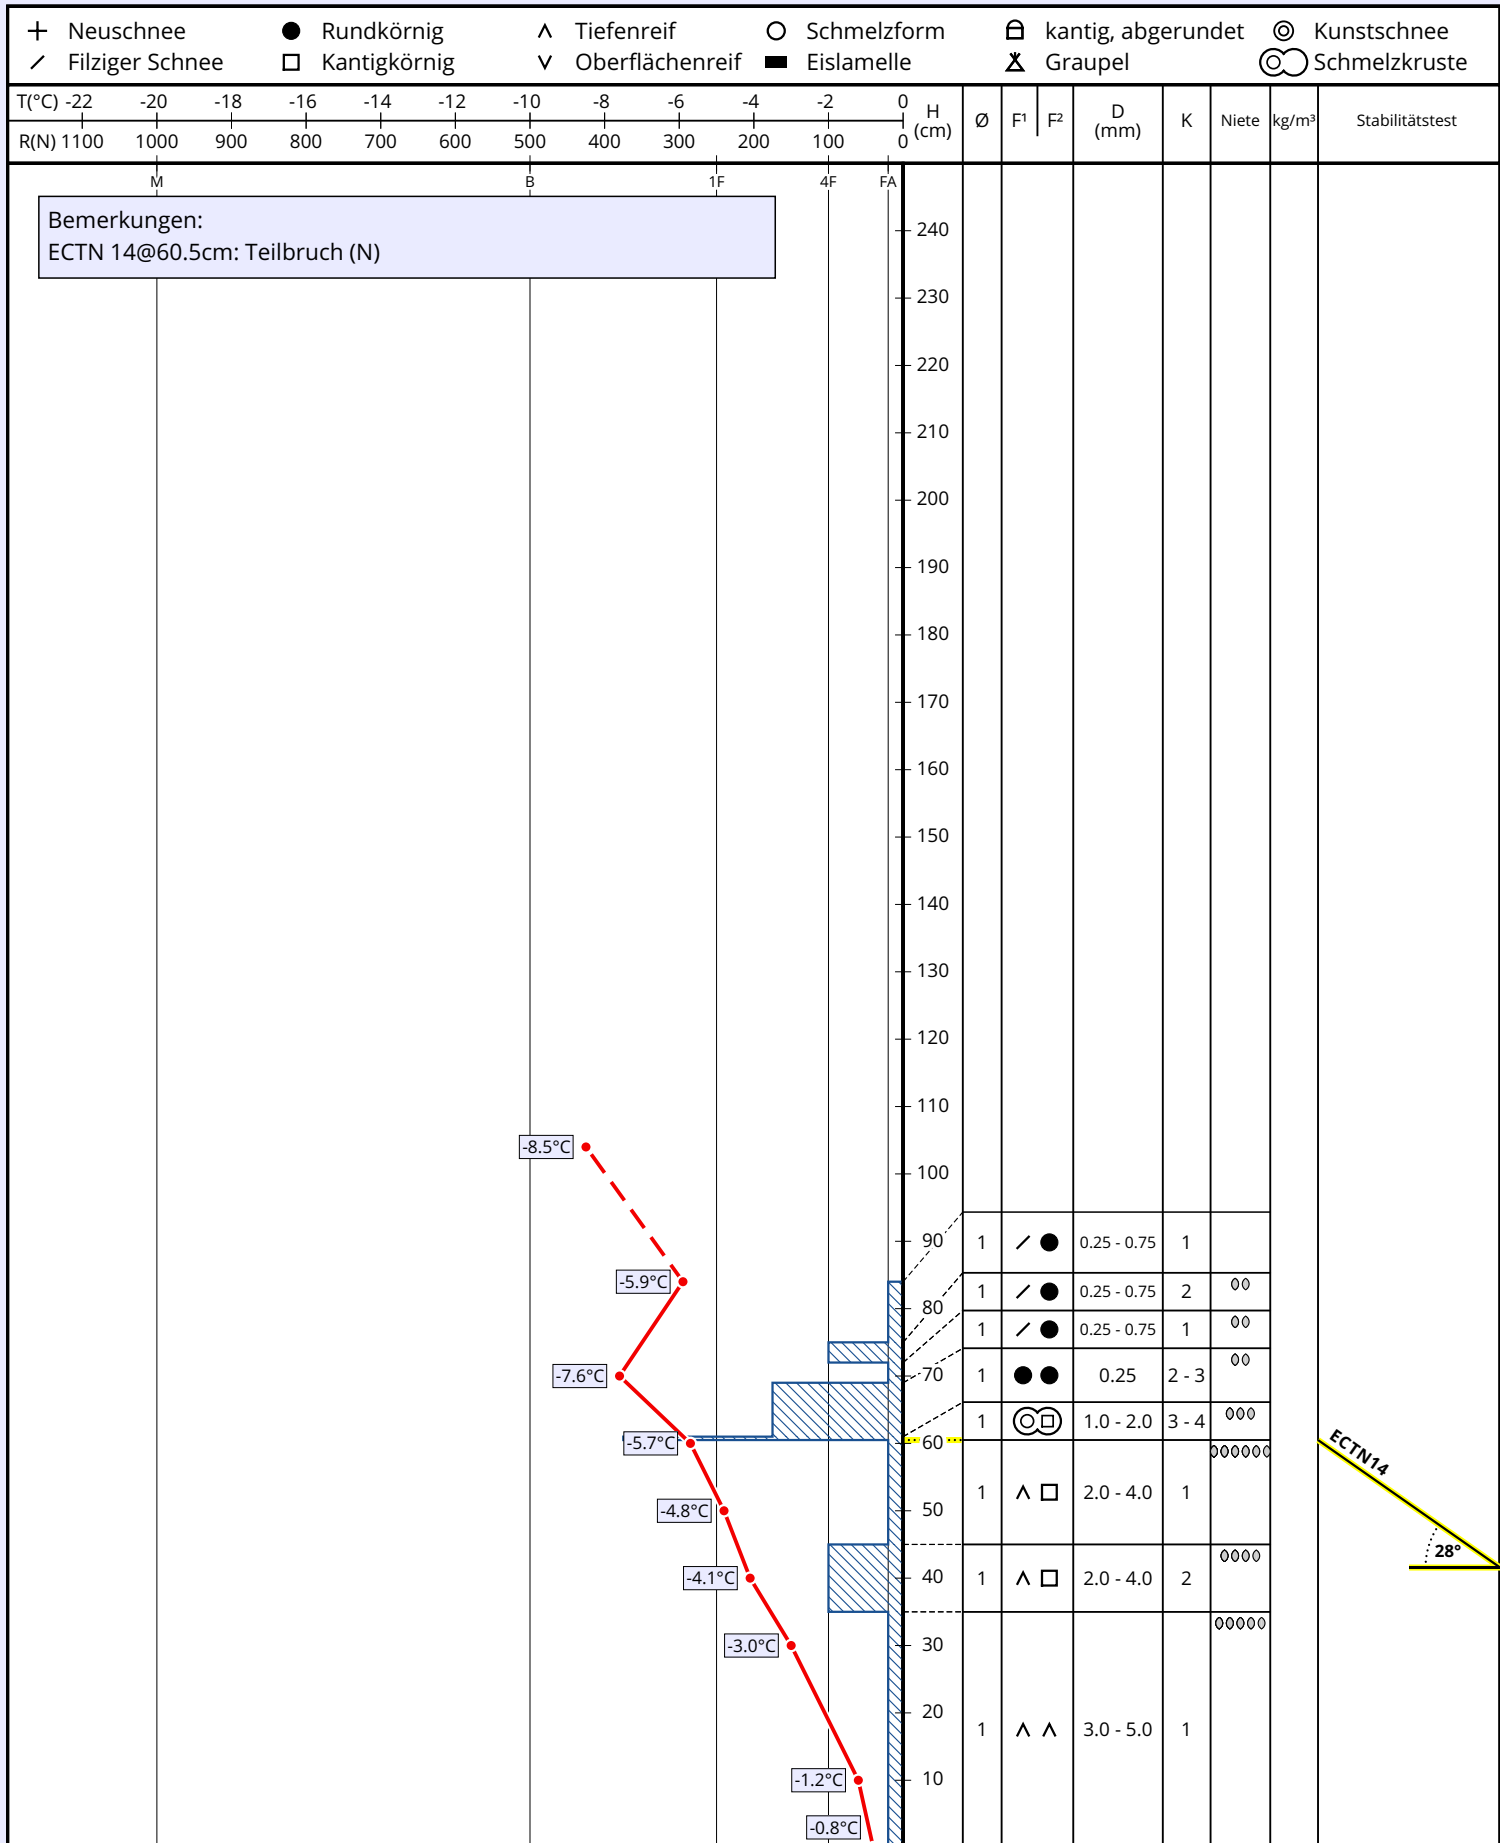 Neuschnee Rundkörnig Tiefenreif Schmelzform kantig, abgerundet Kunstschnee
Filziger Schnee Kantigkörnig Oberflächenreif Eislamelle Graupel Schmelzkruste
T(°C) -22 -20 -18 -16 -14 -12 -10 -8 -6 -4 -2 0
R(N) 1100 1000 900 800 700 600 500 400 300 200 100 0
H (cm) Ø F¹ F² D (mm) K Niete kg/m³ Stabilitätstest
M B 1F 4F FA
Bemerkungen:
ECTN 14@60.5cm: Teilbruch (N)
240
230
220
210
200
190
180
170
160
150
140
130
120
110
-8.5°C
100
90 1 0.25 - 0.75 1
-5.9°C
80 1 0.25 - 0.75 2
1 0.25 - 0.75 1
-7.6°C 70 1 0.25 2 - 3
1 1.0 - 2.0 3 - 4
-5.7°C 60
ECTN14
1 2.0 - 4.0 1
-4.8°C 50
28°
-4.1°C 40 1 2.0 - 4.0 2
-3.0°C 30
20
1 3.0 - 5.0 1
-1.2°C 10
-0.8°C